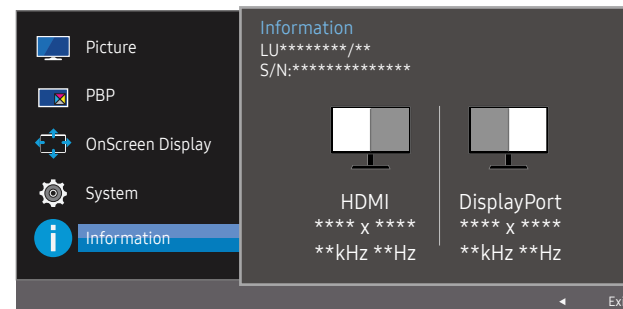 Picture
PBP
OnScreen Display
System
Information
Information
LU********/**
S/N:**************
HDMI
**** x ****
**kHz **Hz
DisplayPort
**** x ****
**kHz **Hz